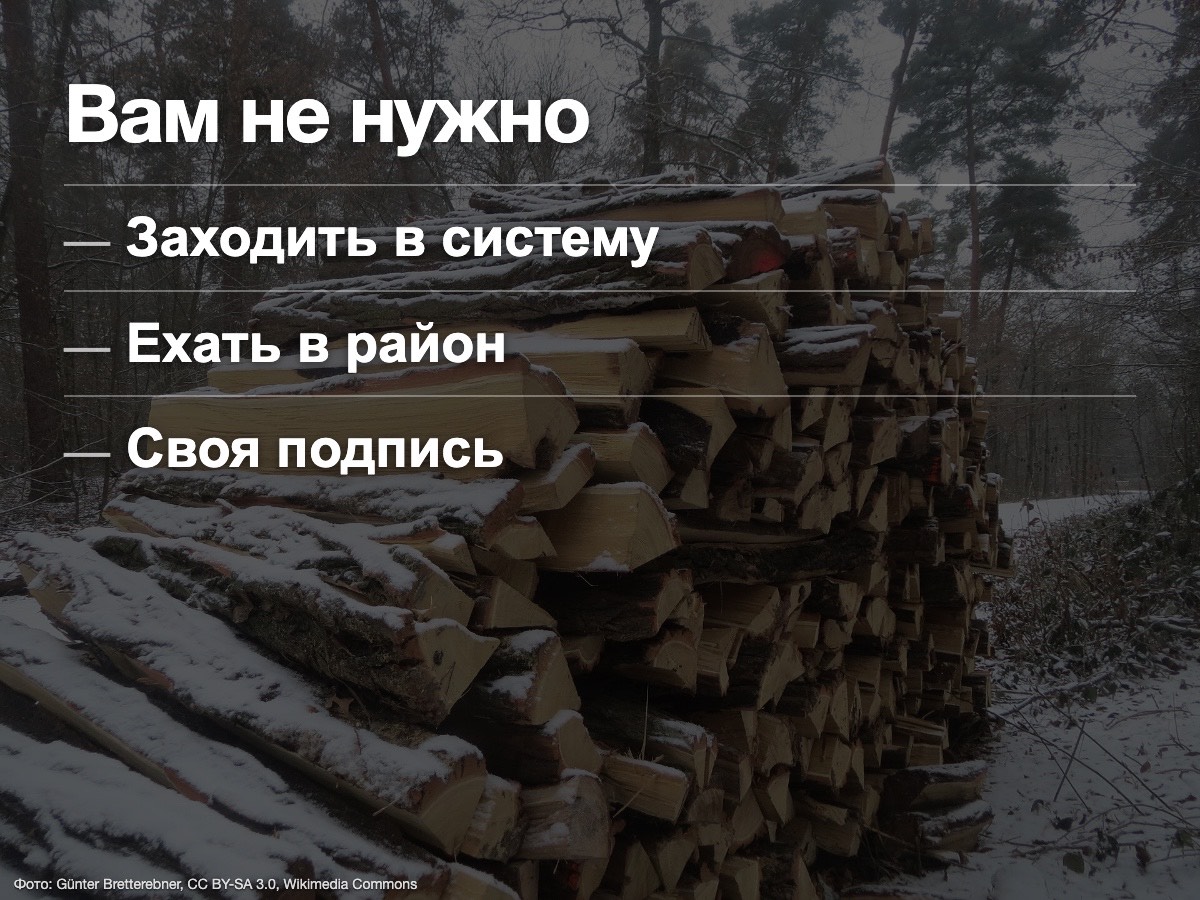 Вам не нужно
— Заходить в систему
— Ехать в район
— Своя подпись
Фото: Günter Bretterebner, CC BY-SA 3.0, Wikimedia Commons